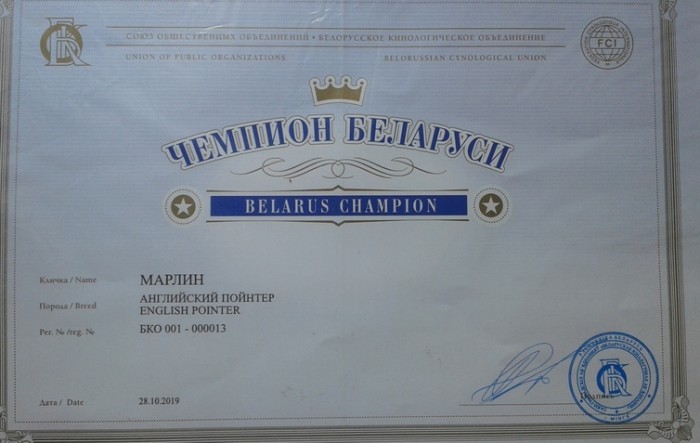 СОЮЗ ОБЩЕСТВЕННЫХ ОБЪЕДИНЕНИЙ • БЕЛОРУССКОЕ КИНОЛОГИЧЕСКОЕ ОБЪЕДИНЕНИЕ
UNION OF PUBLIC ORGANIZATIONS BELORUSSIAN CYNOLOGICAL UNION
FCI
ЧЕМПИОН БЕЛАРУСИ
BELARUS CHAMPION
Кличка / Name МАРЛИН
Порода / Breed АНГЛИЙСКИЙ ПОЙНТЕР
ENGLISH POINTER
Рег. № /reg. № БКО 001 - 000013
Дата / Date 28.10.2019
Подпись